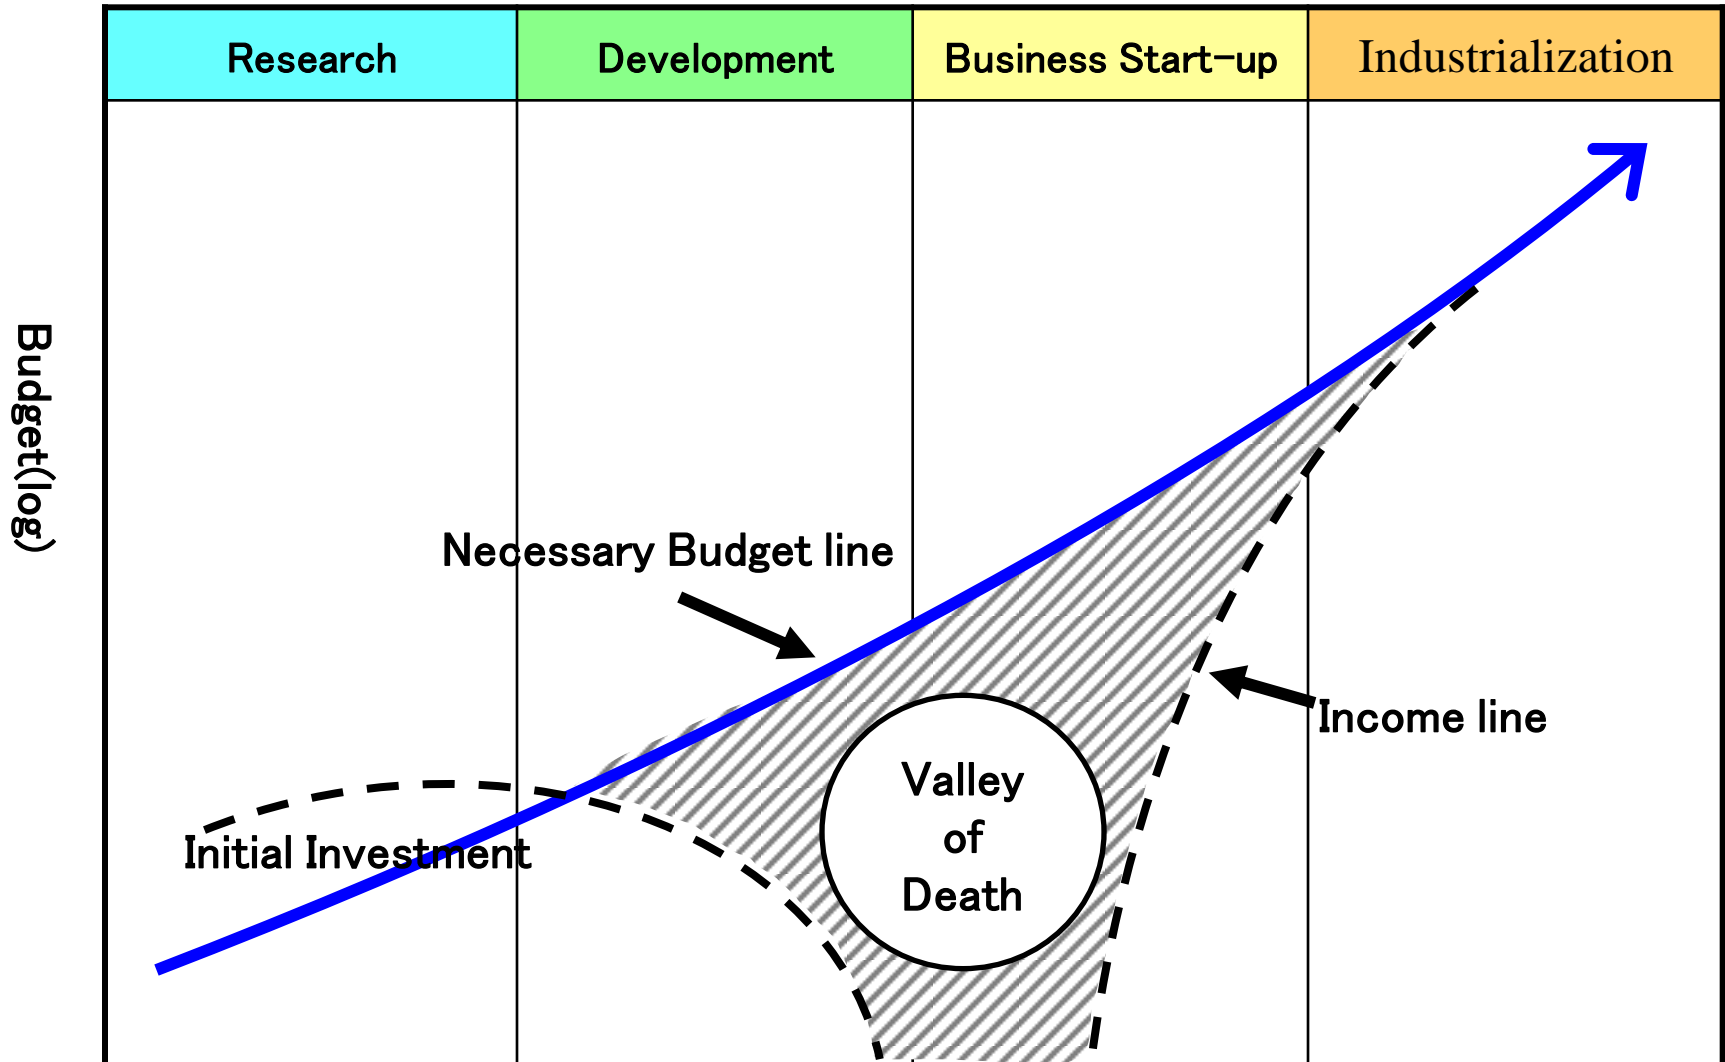 Research
Development
Business Start-up
Industrialization
Budget(log)
Necessary Budget line
Income line
Valley
of
Death
Initial Investment